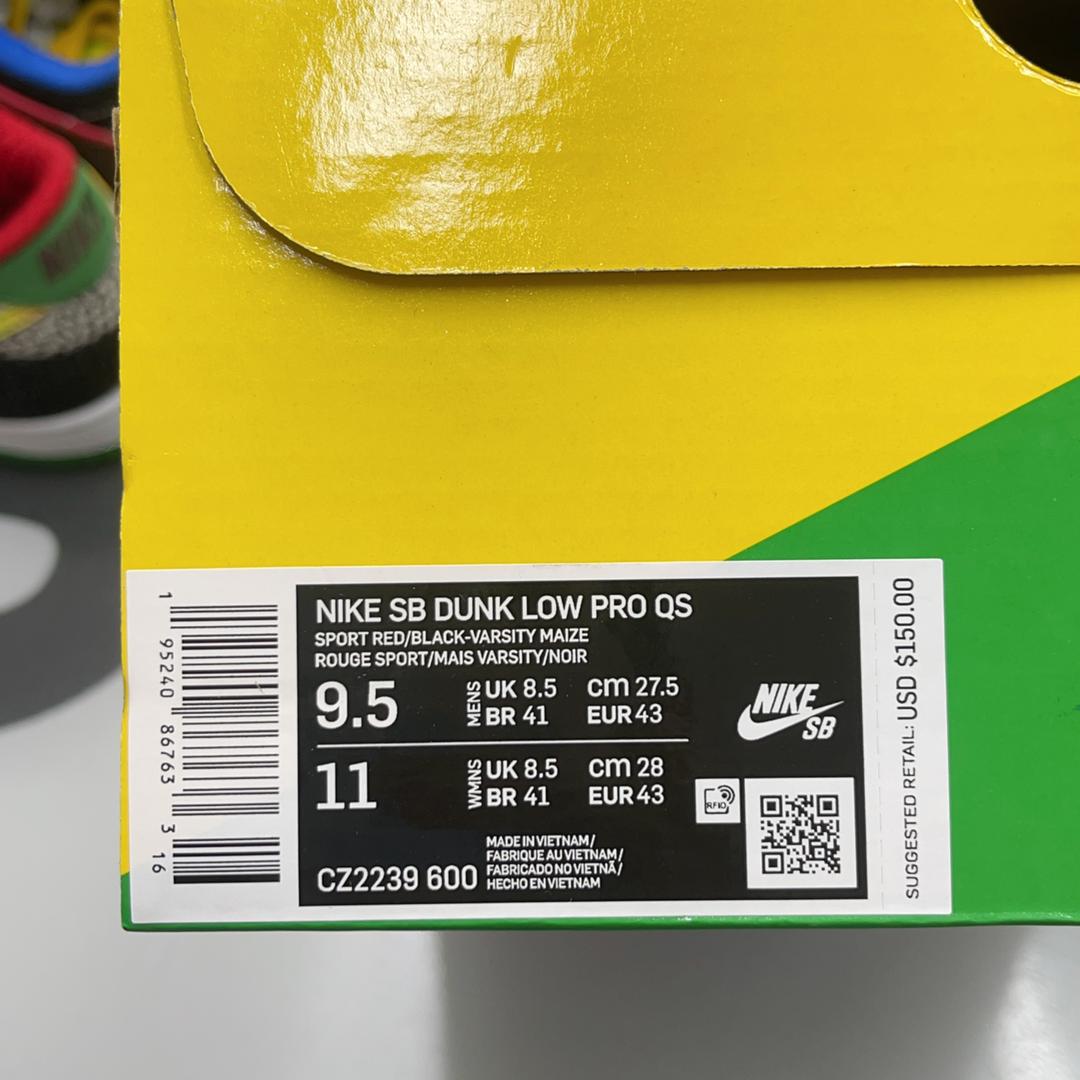 NIKE SB DUNK LOW PRO QS
SPORT RED/BLACK-VARSITY MAIZE
ROUGE SPORT/MAIS VARSITY/NOIR
9.5 MENS UK 8.5 cm 27.5
BR 41 EUR 43
11 WMNS UK 8.5 cm 28
BR 41 EUR 43
MADE IN VIETNAM/
FABRIQUE AU VIETNAM/
FABRICADO NO VIETNÃ/
HECHO EN VIETNAM
CZ2239 600
NIKE
SB
RFID
1 95240 86763 3 16
SUGGESTED RETAIL: USD $150.00
NIKE